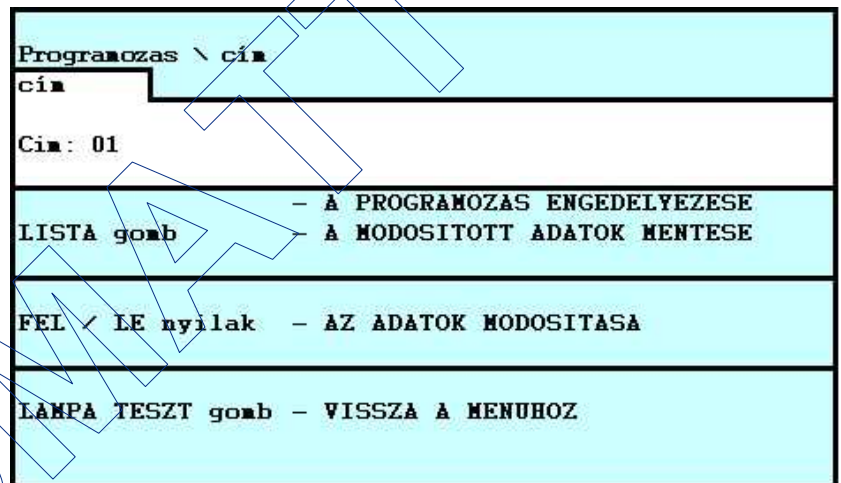 Programozas \ cím
cím
Cim: 01
– A PROGRAMOZAS ENGEDELYEZESE
LISTA gomb – A MODOSITOTT ADATOK MENTESE
FEL / LE nyilak – AZ ADATOK MODOSITASA
LAMPA TESZT gomb – VISSZA A MENUHOZ
MATT